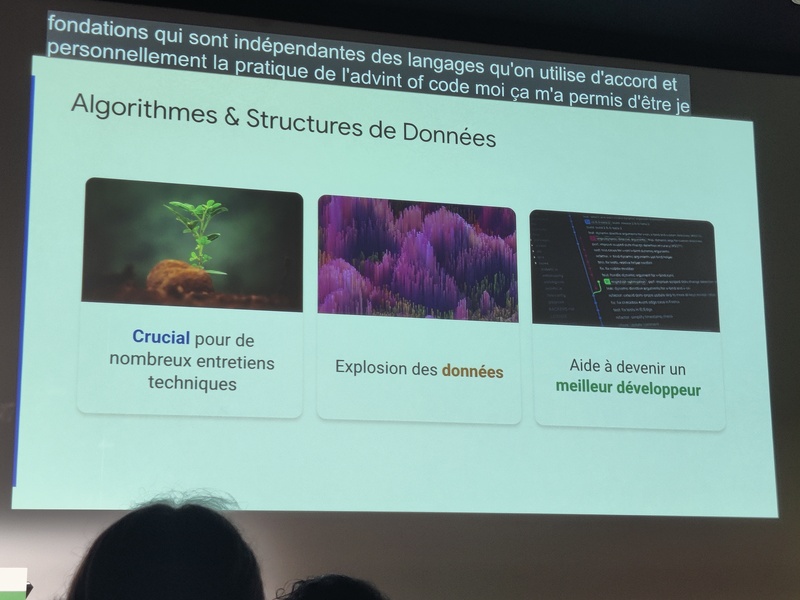 fondations qui sont indépendantes des langages qu'on utilise d'accord et
personnellement la pratique de l'advint of code moi ça m'a permis d'être je
Algorithmes & Structures de Données
Crucial pour de
nombreux entretiens
techniques
Explosion des données
Aide à devenir un
meilleur développeur